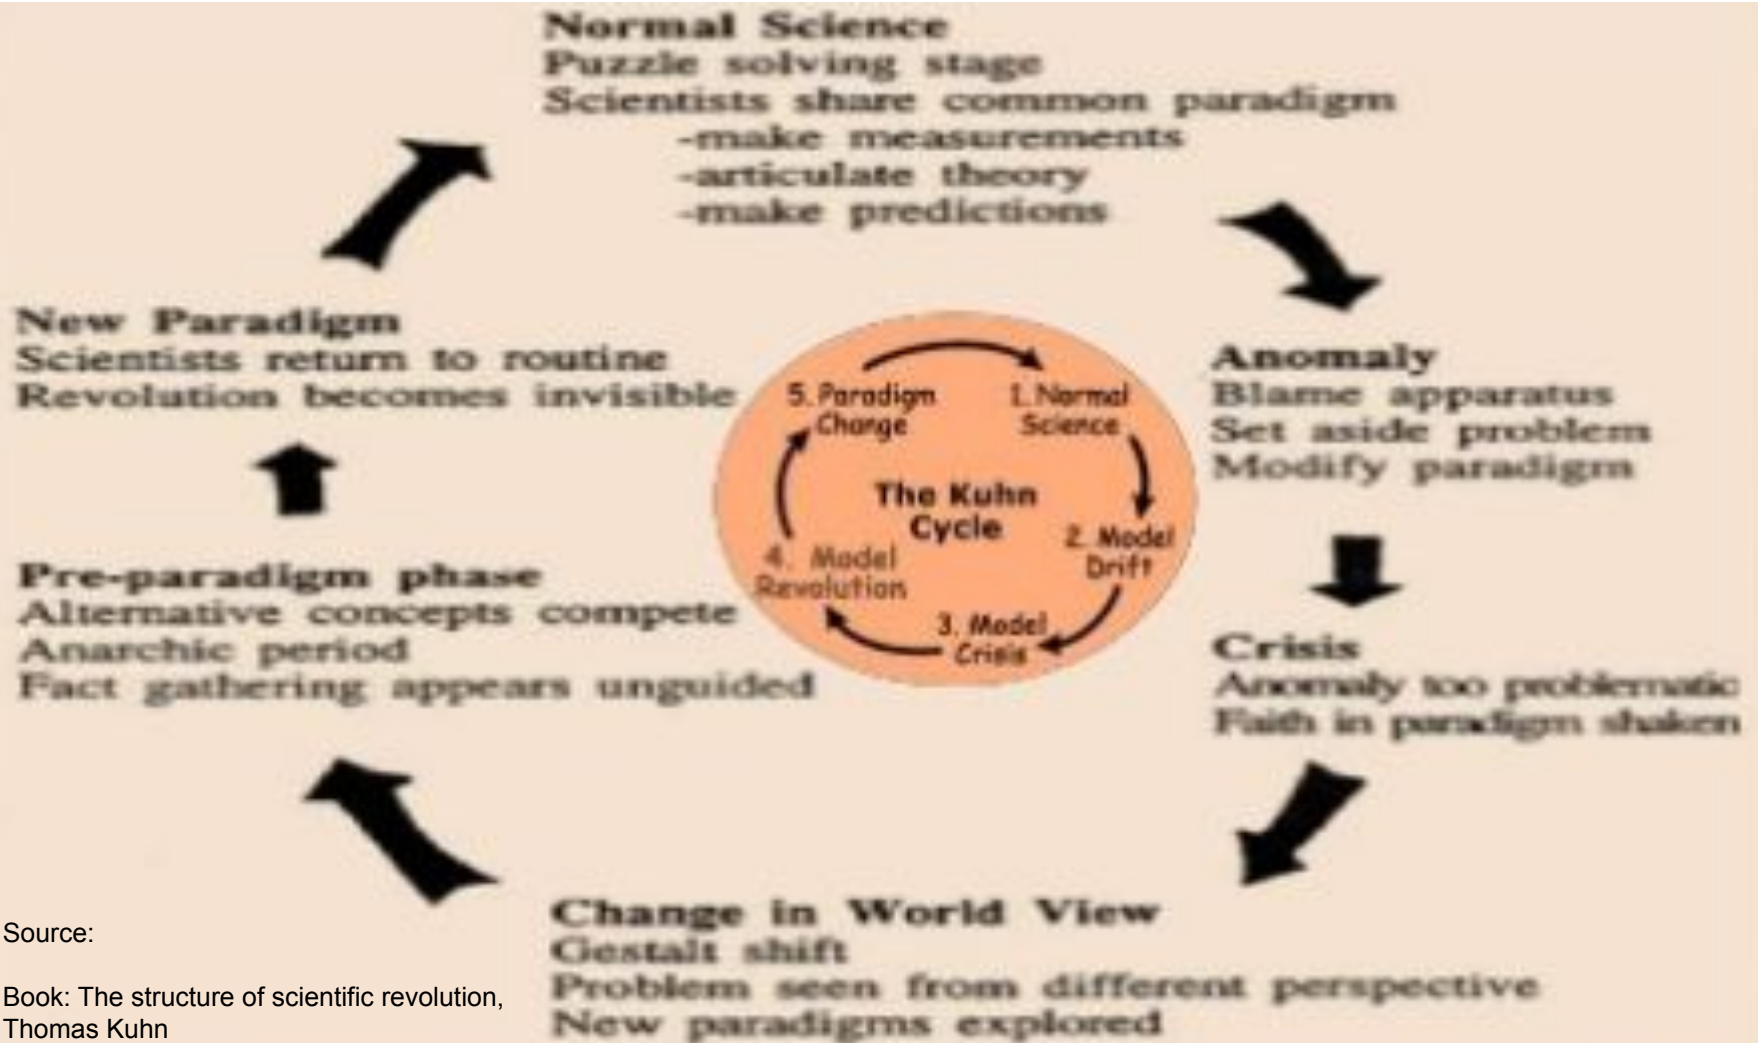 Normal Science
Puzzle solving stage
Scientists share common paradigm
-make measurements
-articulate theory
-make predictions
Anomaly
Blame apparatus
Set aside problem
Modify paradigm
Crisis
Anomaly too problematic
Faith in paradigm shaken
Change in World View
Gestalt shift
Problem seen from different perspective
New paradigms explored
Pre-paradigm phase
Alternative concepts compete
Anarchic period
Fact gathering appears unguided
New Paradigm
Scientists return to routine
Revolution becomes invisible
The Kuhn
Cycle
1. Normal
Science
2. Model
Drift
3. Model
Crisis
4. Model
Revolution
5. Paradigm
Change
Source:
Book: The structure of scientific revolution,
Thomas Kuhn